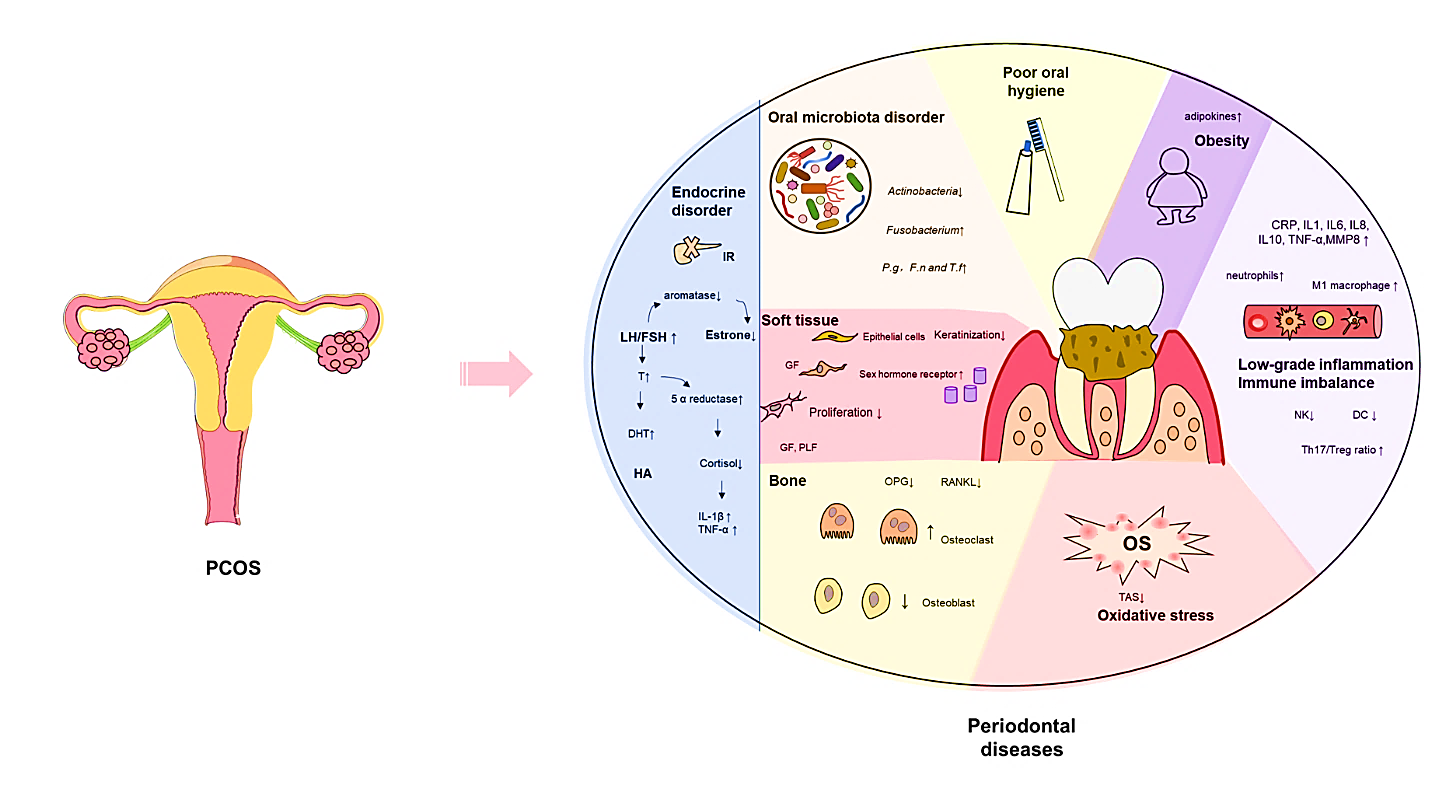 PCOS
Endocrine
disorder
IR
aromatase↓
LH/FSH ↑
Estrone↓
T↑
5 α reductase↑
DHT↑
HA
Cortisol↓
IL-1β ↑
TNF-α ↑
Oral microbiota disorder
Actinobacteria↓
Fusobacterium↑
P.g, F.n and T.f↑
Poor oral
hygiene
adipokines↑
Obesity
CRP, IL1, IL6, IL8,
IL10, TNF-α,MMP8 ↑
neutrophils↑
M1 macrophage ↑
Low-grade inflammation
Immune imbalance
NK↓
DC ↓
Th17/Treg ratio ↑
Soft tissue
Epithelial cells
Keratinization↓
GF
Sex hormone receptor ↑
Proliferation ↓
GF, PLF
Bone
OPG↓
RANKL↓
↑ Osteoclast
↓ Osteoblast
OS
TAS↓
Oxidative stress
Periodontal
diseases